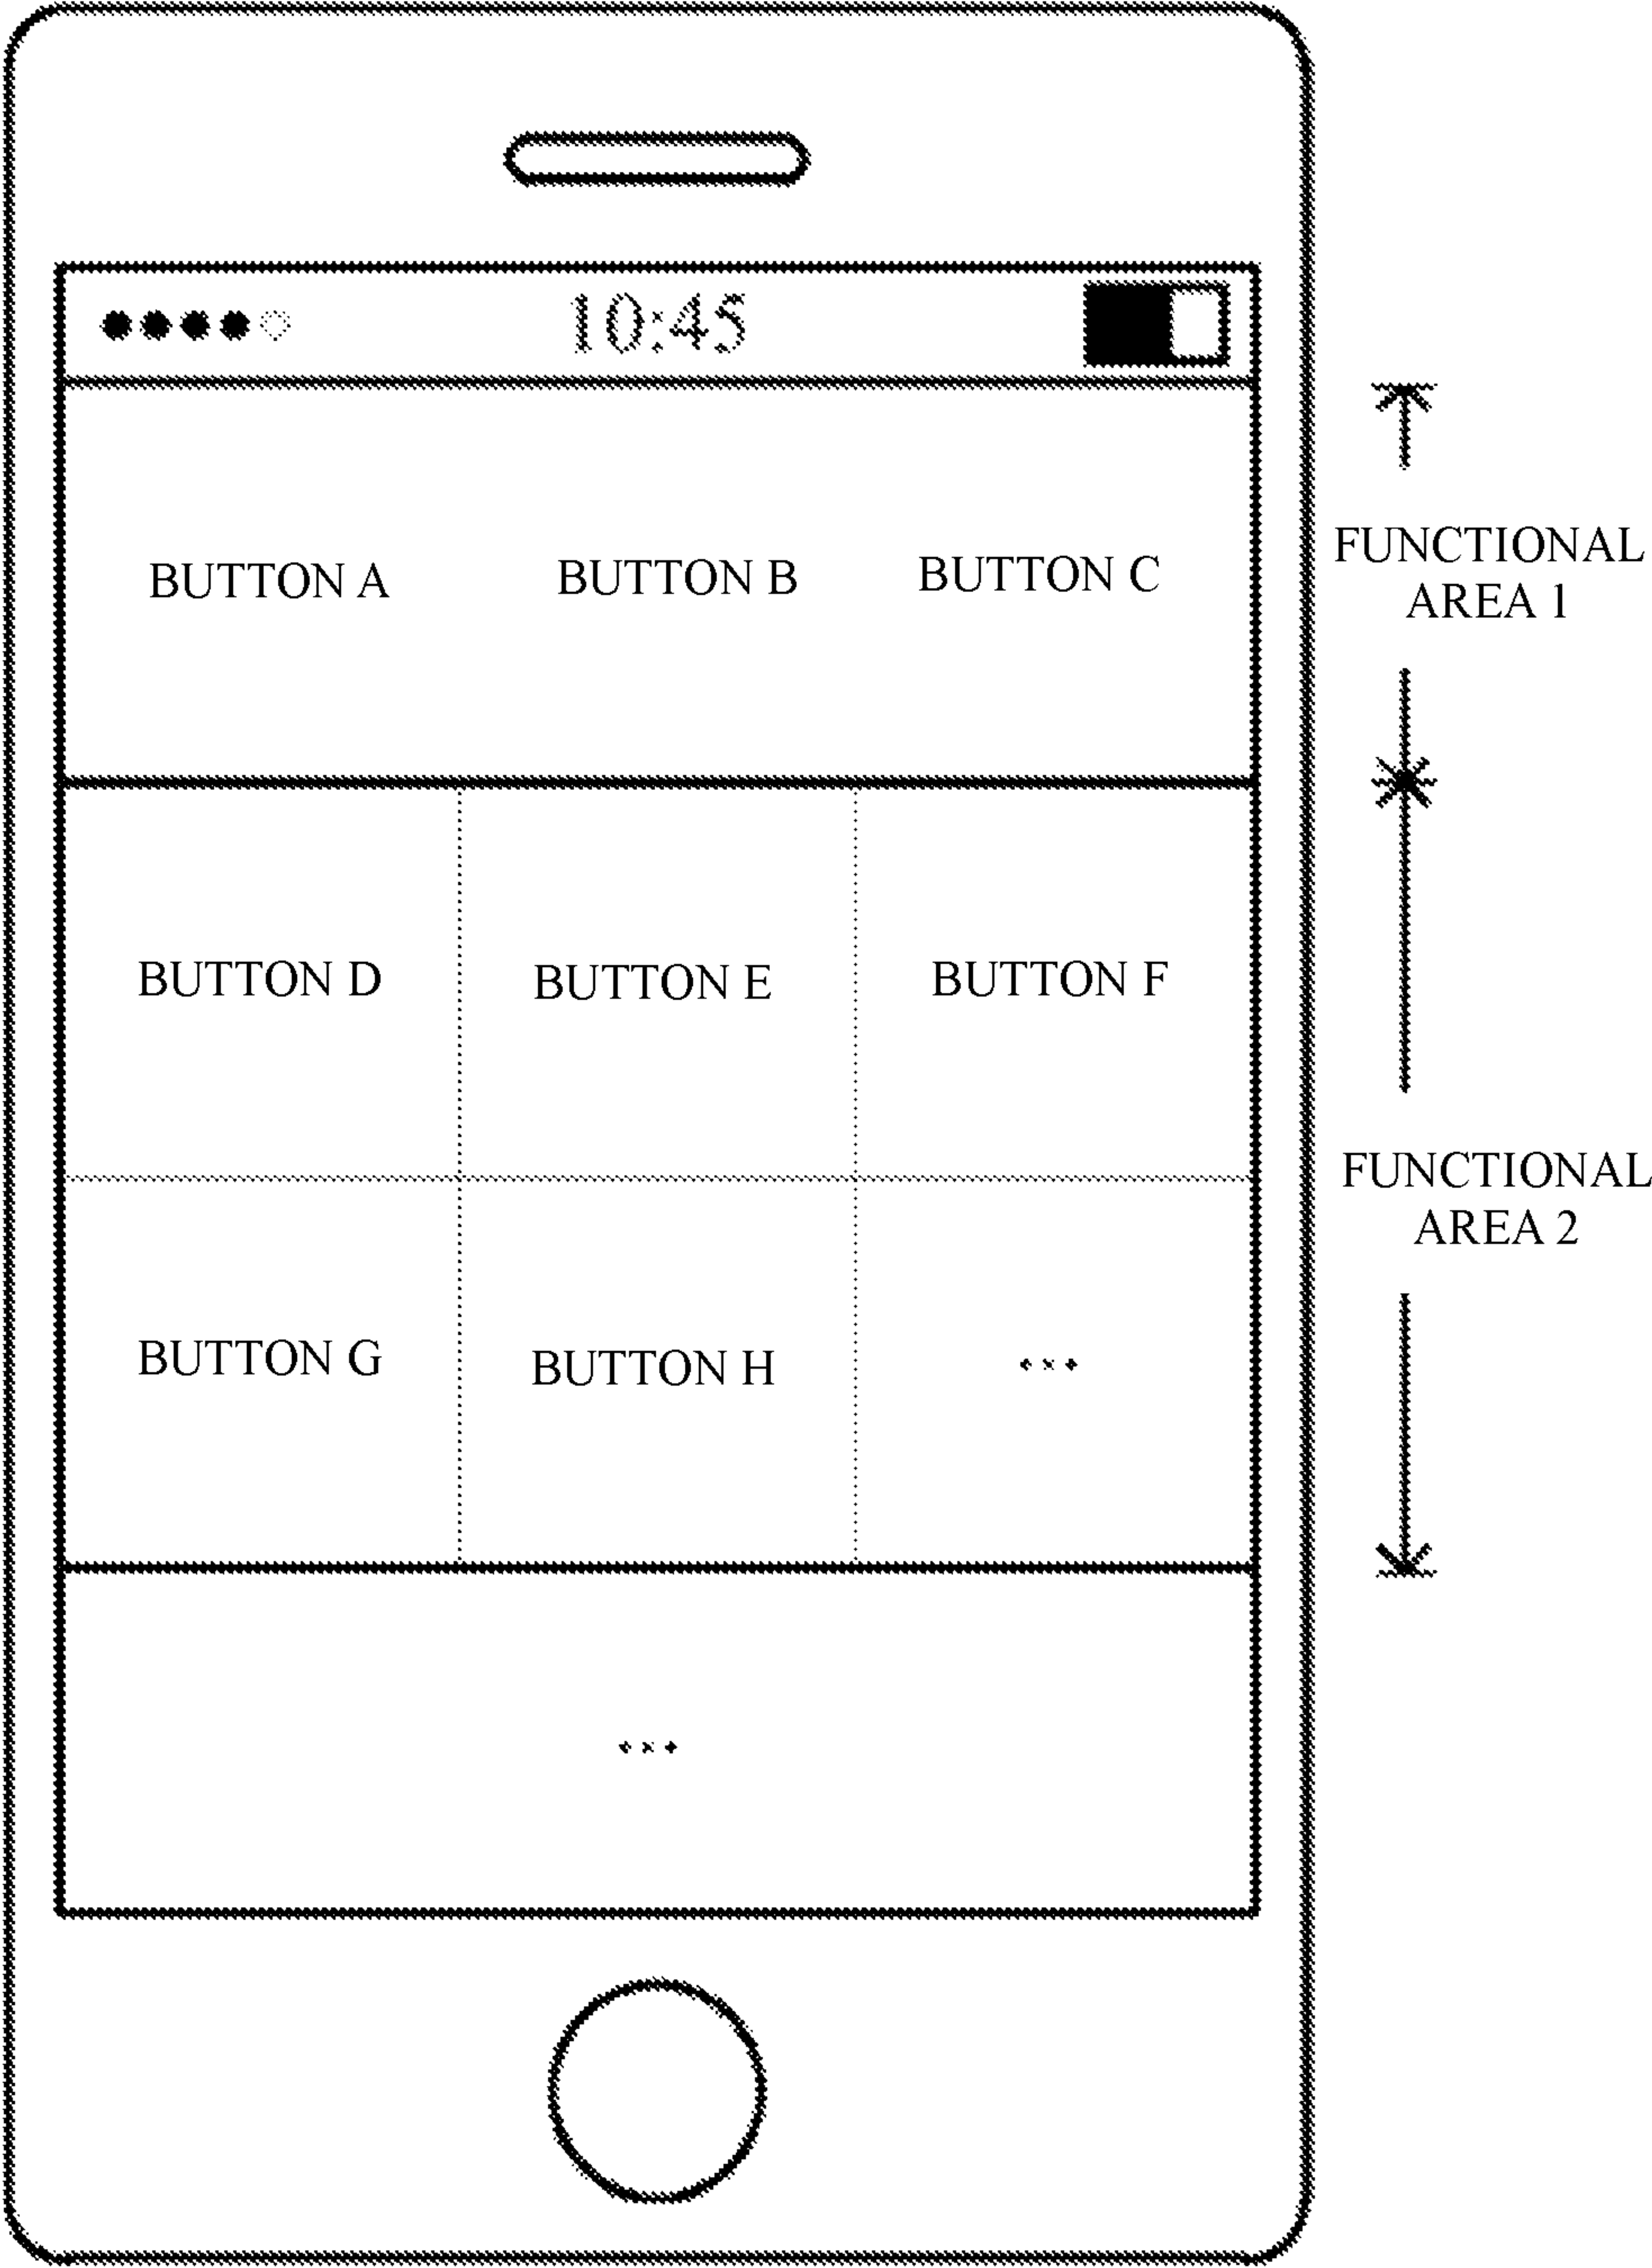 10:45
BUTTON A BUTTON B BUTTON C
FUNCTIONAL
AREA 1
BUTTON D BUTTON E BUTTON F
FUNCTIONAL
AREA 2
BUTTON G BUTTON H ...
...